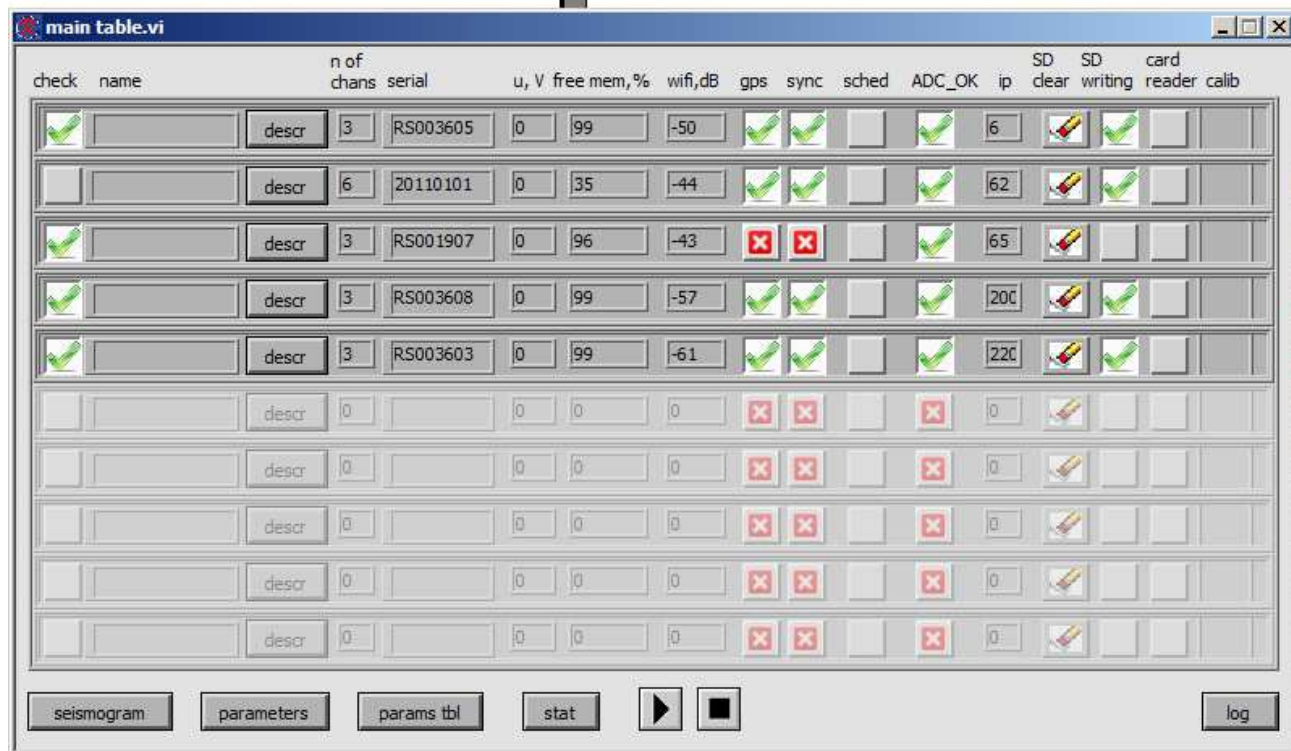 main table.vi
check name n of chans serial u, V free mem,% wifi,dB gps sync sched ADC_OK ip SD clear SD writing card reader calib
descr 3 RS003605 0 99 -50 6
descr 6 20110101 0 35 -44 62
descr 3 RS001907 0 96 -43 65
descr 3 RS003608 0 99 -57 200
descr 3 RS003603 0 99 -61 220
descr 0 0 0 0 0
descr 0 0 0 0 0
descr 0 0 0 0 0
descr 0 0 0 0 0
descr 0 0 0 0 0
seismogram parameters params tbl stat log